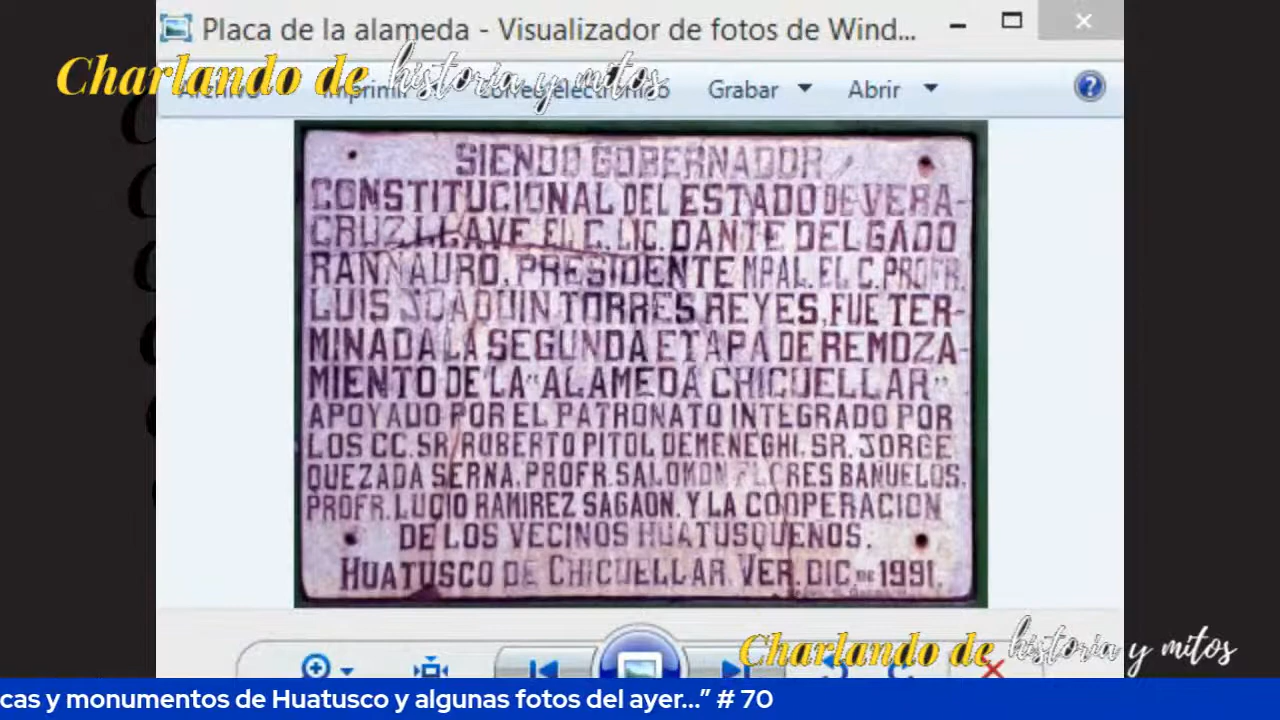 Placa de la alameda - Visualizador de fotos de Wind...
Charlando de historia y mitos
Archivo Imprimir Correo electrónico Grabar Abrir
SIENDO GOBERNADOR
CONSTITUCIONAL DEL ESTADO DE VERA-
CRUZ LLAVE EL C. LIC. DANTE DELGADO
RANNAURO, PRESIDENTE MPAL. EL C. PROFR.
LUIS JOAQUIN TORRES REYES, FUE TER-
MINADA LA SEGUNDA ETAPA DE REMOZA-
MIENTO DE LA "ALAMEDA CHICUELLAR"
APOYADO POR EL PATRONATO INTEGRADO POR
LOS CC. SR. ROBERTO PITOL DEMENEGHI, SR. JORGE
QUEZADA SERNA, PROFR. SALOMON FLORES BAÑUELOS,
PROFR. LUCIO RAMIREZ SAGAON, Y LA COOPERACION
DE LOS VECINOS HUATUSQUENOS.
HUATUSCO DE CHICUELLAR, VER. DIC. DE 1991.
Charlando de historia y mitos
cas y monumentos de Huatusco y algunas fotos del ayer..." # 70